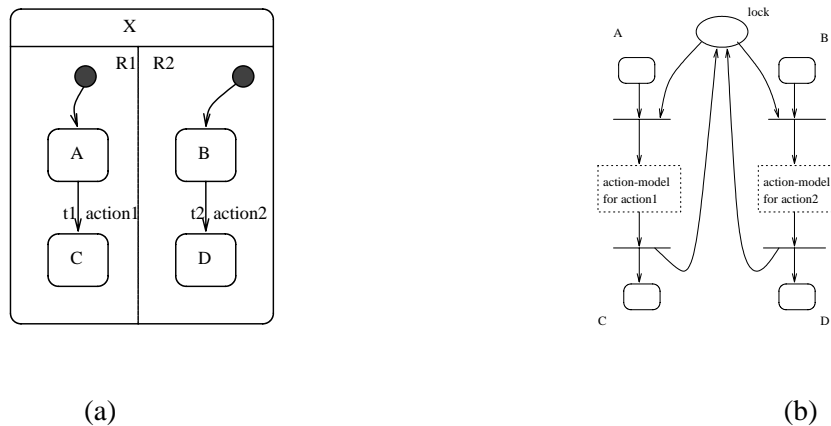 X
R1 R2
A
B
t1 action1
t2 action2
C
D
(a)
lock
A
B
action-model
for action1
action-model
for action2
C
D
(b)